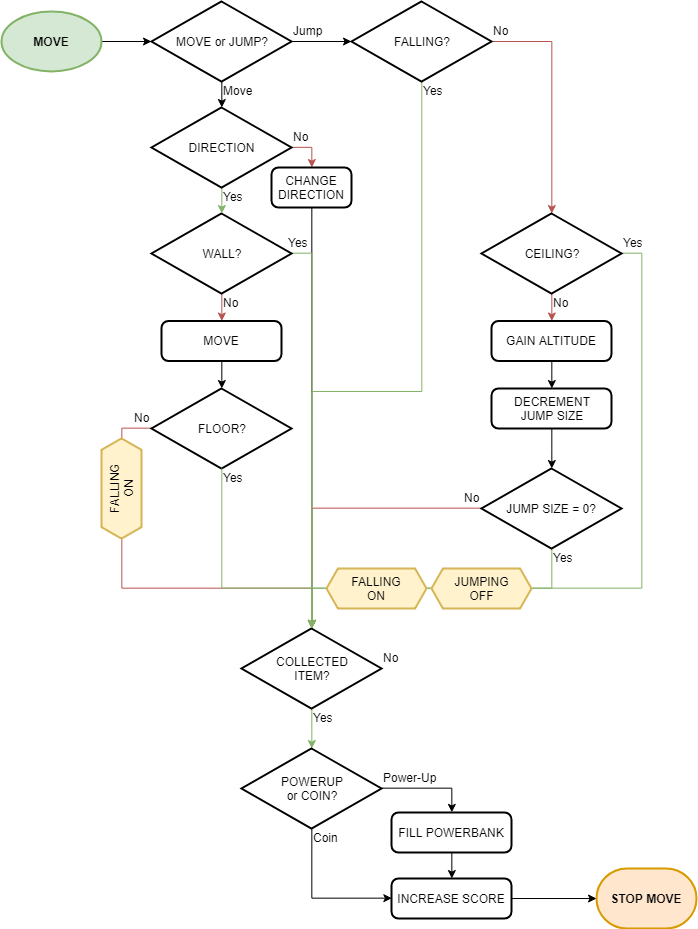 MOVE
MOVE or JUMP?
Jump
FALLING?
No
Move
Yes
DIRECTION
No
CHANGE
DIRECTION
Yes
WALL?
Yes
CEILING?
Yes
No
No
MOVE
GAIN ALTITUDE
DECREMENT
JUMP SIZE
No
FLOOR?
Yes
FALLING
ON
No
JUMP SIZE = 0?
Yes
FALLING
ON
JUMPING
OFF
COLLECTED
ITEM?
No
Yes
POWERUP
or COIN?
Power-Up
Coin
FILL POWERBANK
INCREASE SCORE
STOP MOVE